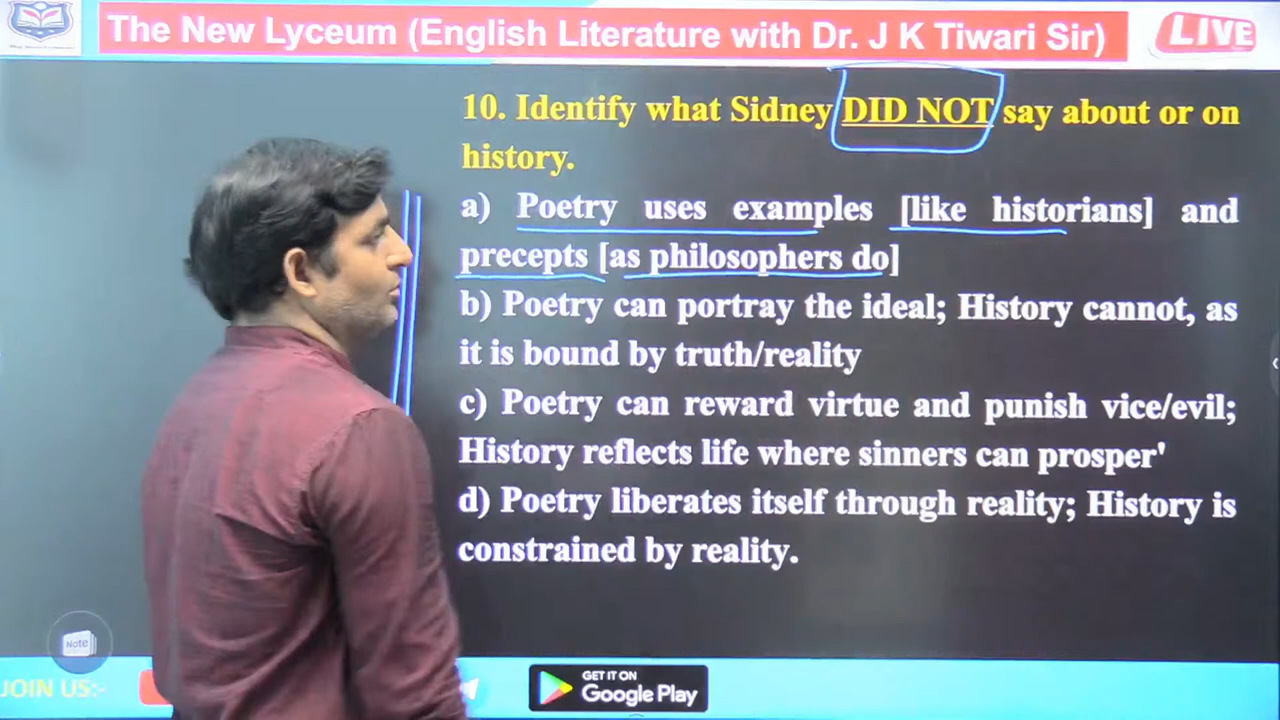 The New Lyceum (English Literature with Dr. J K Tiwari Sir)
LIVE
10. Identify what Sidney DID NOT say about or on
history.
a) Poetry uses examples [like historians] and
precepts [as philosophers do]
b) Poetry can portray the ideal; History cannot, as
it is bound by truth/reality
c) Poetry can reward virtue and punish vice/evil;
History reflects life where sinners can prosper'
d) Poetry liberates itself through reality; History is
constrained by reality.
Note
JOIN US:-
GET IT ON
Google Play